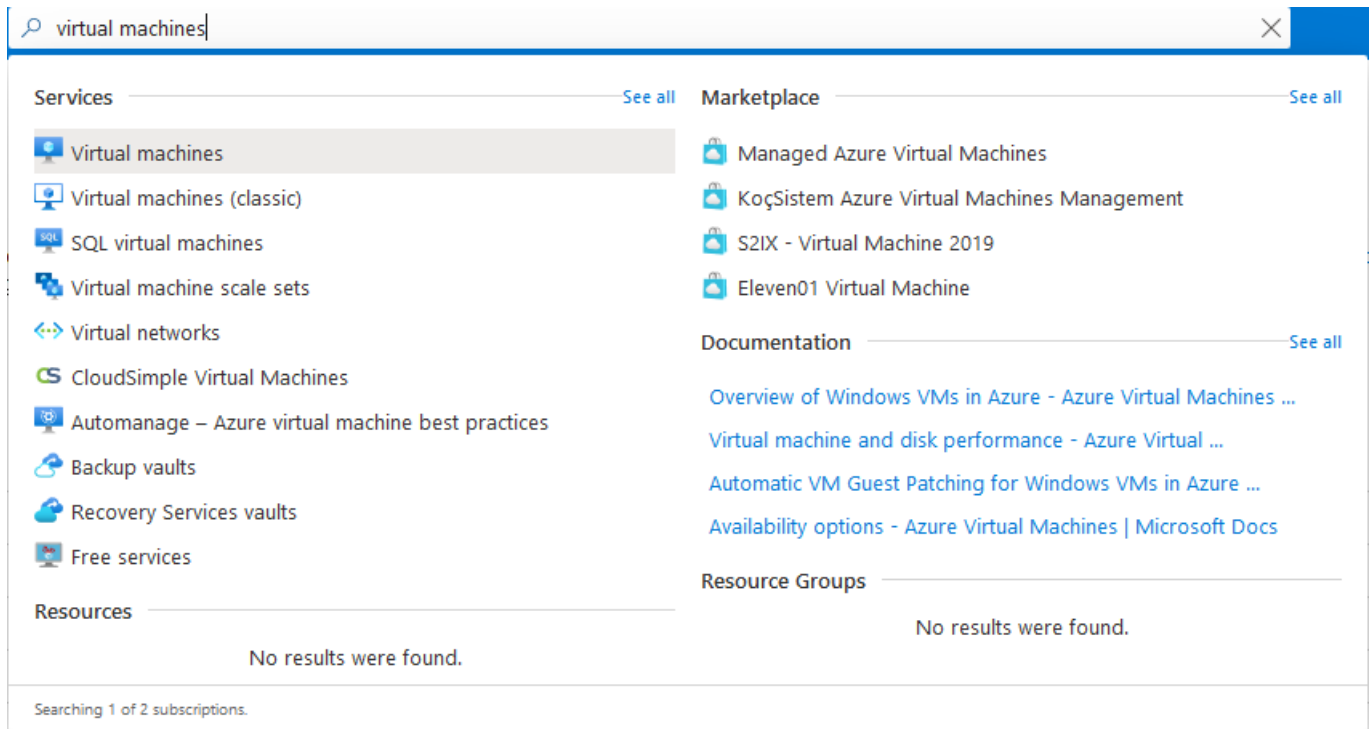 virtual machines
Services
See all
Virtual machines
Virtual machines (classic)
SQL
SQL virtual machines
Virtual machine scale sets
Virtual networks
CS CloudSimple Virtual Machines
Automanage – Azure virtual machine best practices
Backup vaults
Recovery Services vaults
Free services
Resources
No results were found.
Marketplace
See all
Managed Azure Virtual Machines
KoçSistem Azure Virtual Machines Management
S2IX - Virtual Machine 2019
Eleven01 Virtual Machine
Documentation
See all
Overview of Windows VMs in Azure - Azure Virtual Machines ...
Virtual machine and disk performance - Azure Virtual ...
Automatic VM Guest Patching for Windows VMs in Azure ...
Availability options - Azure Virtual Machines | Microsoft Docs
Resource Groups
No results were found.
Searching 1 of 2 subscriptions.